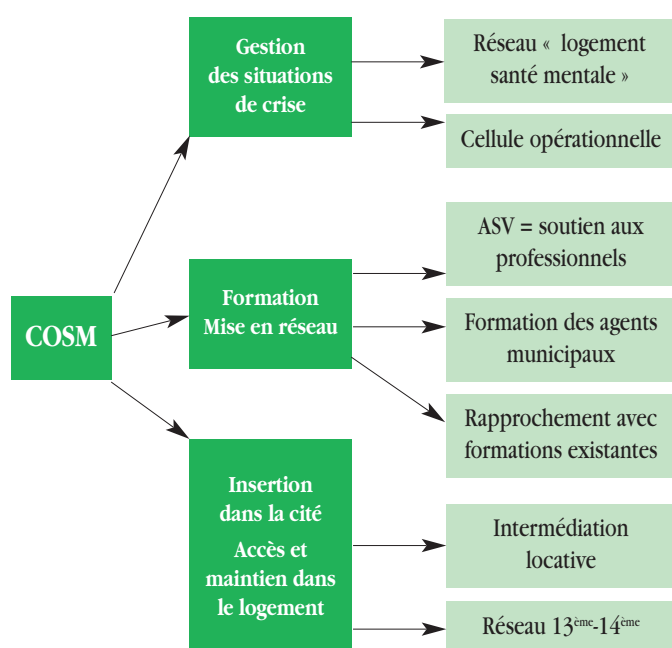 Gestion
des situations
de crise
Réseau « logement
santé mentale »
Cellule opérationnelle
COSM
Formation
Mise en réseau
ASV = soutien aux
professionnels
Formation des agents
municipaux
Rapprochement avec
formations existantes
Insertion
dans la cité
Accès et
maintien dans
le logement
Intermédiation
locative
Réseau 13ème-14ème